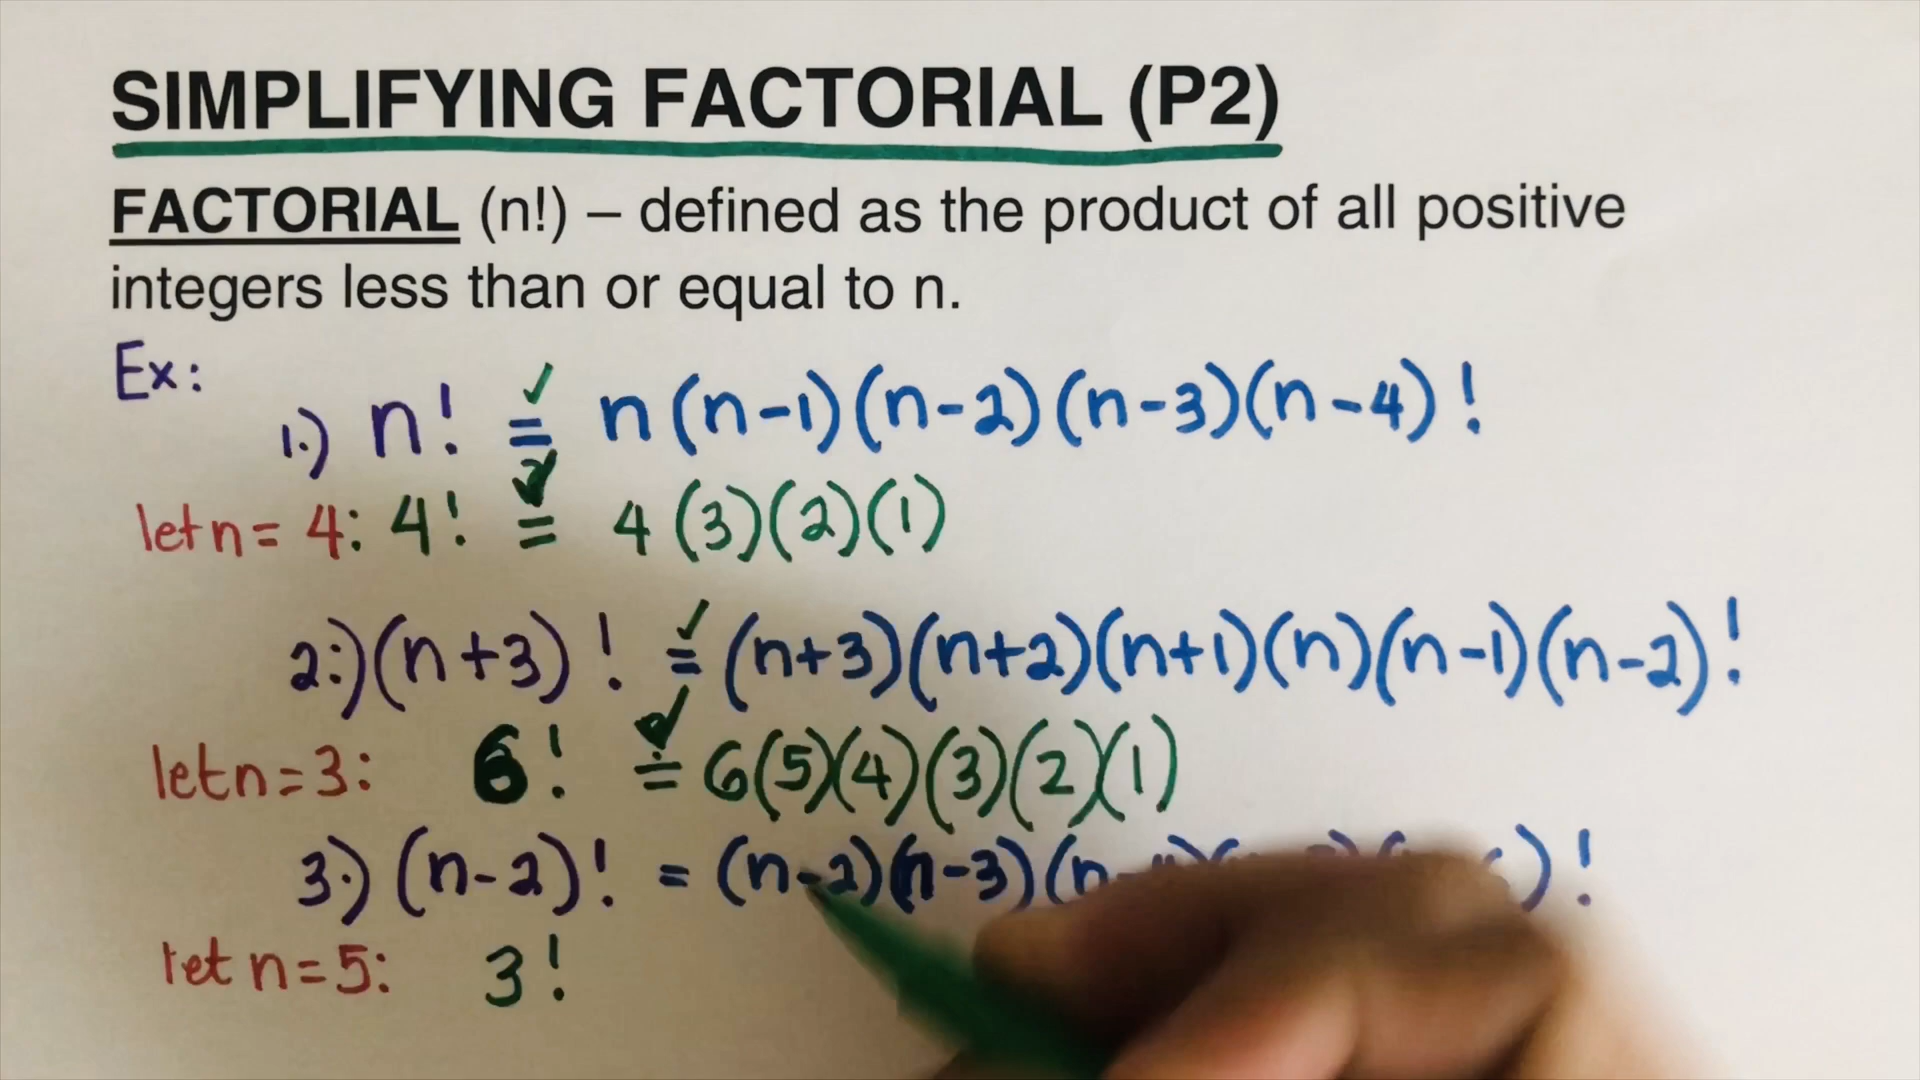 SIMPLIFYING FACTORIAL (P2)
FACTORIAL (n!) – defined as the product of all positive
integers less than or equal to n.
Ex:
1.) n! = n(n-1)(n-2)(n-3)(n-4)!
let n = 4: 4! = 4(3)(2)(1)
2.) (n+3)! = (n+3)(n+2)(n+1)(n)(n-1)(n-2)!
let n = 3: 6! = 6(5)(4)(3)(2)(1)
3.) (n-2)! = (n-2)(n-3)(n )!
let n = 5: 3!